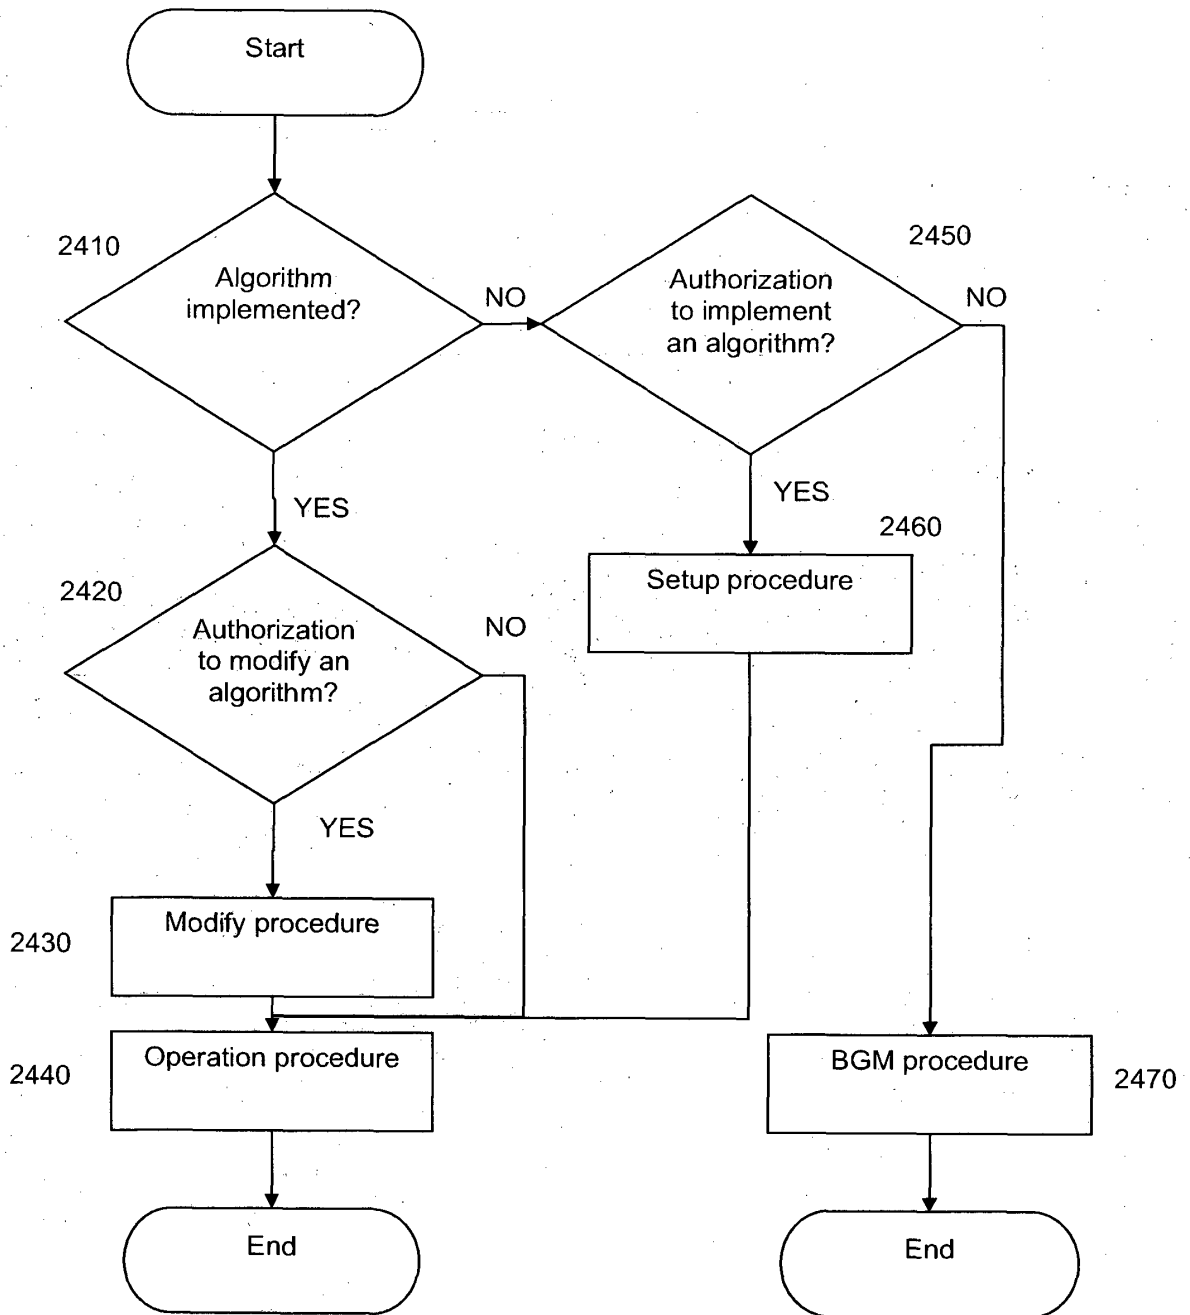 Start
2410
Algorithm
implemented?
NO
2450
Authorization
to implement
an algorithm?
NO
YES
YES
2460
Setup procedure
2420
Authorization
to modify an
algorithm?
NO
YES
Modify procedure
2430
Operation procedure
2440
BGM procedure
2470
End
End